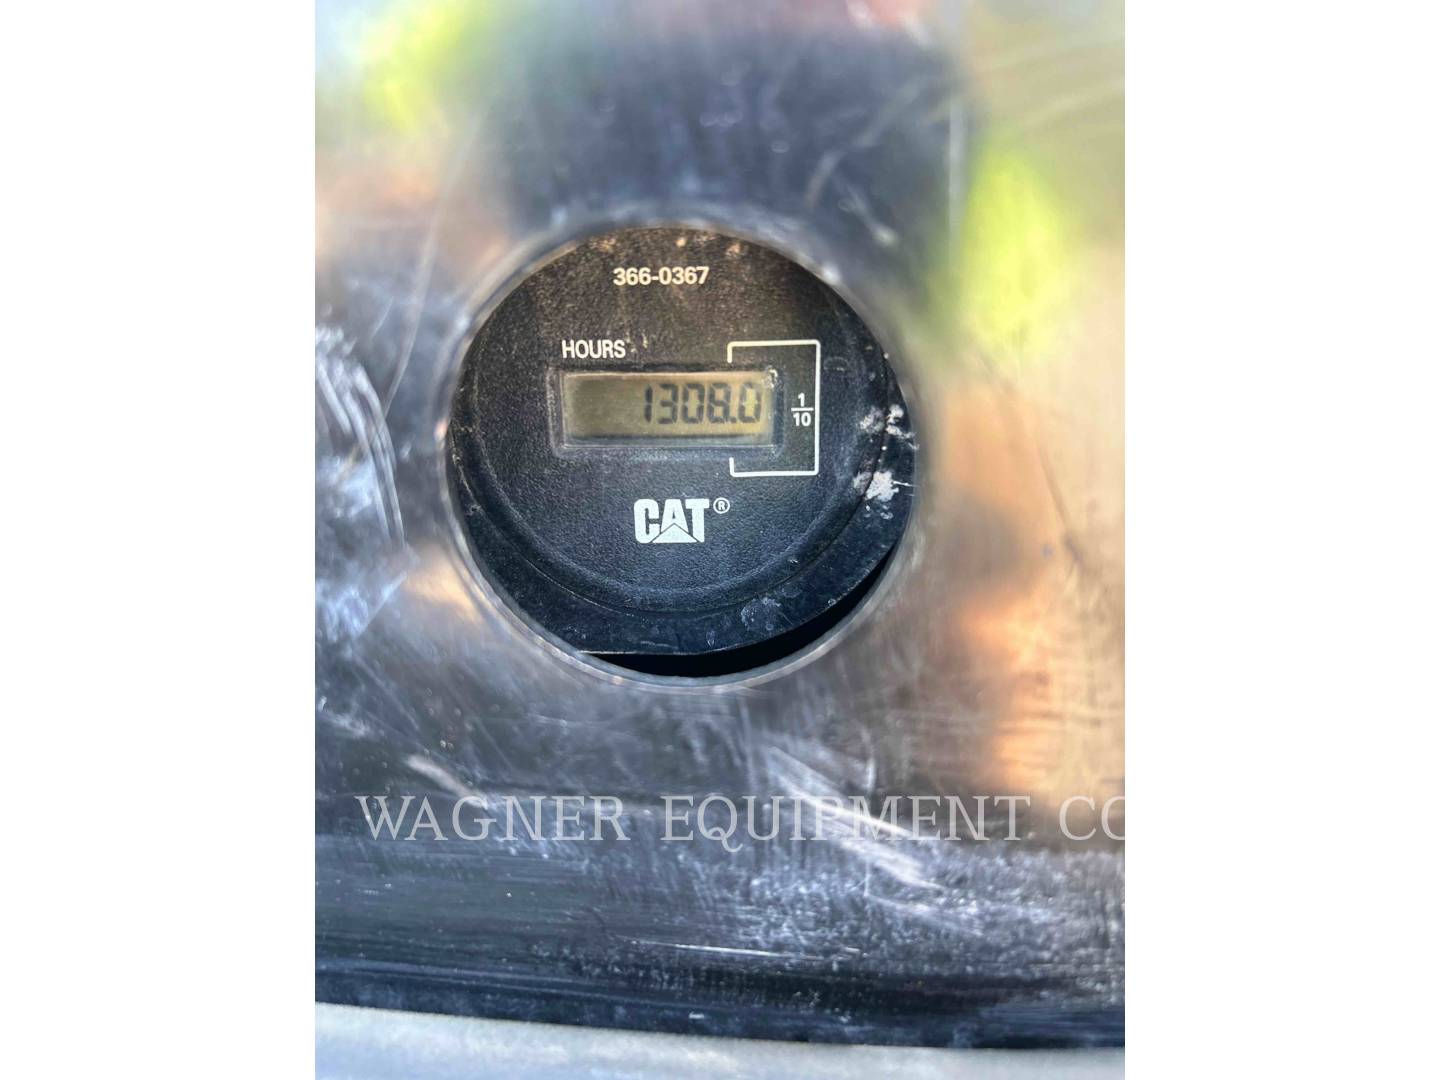 366-0367
HOURS
1308.0
1
10
CAT®
WAGNER EQUIPMENT CO